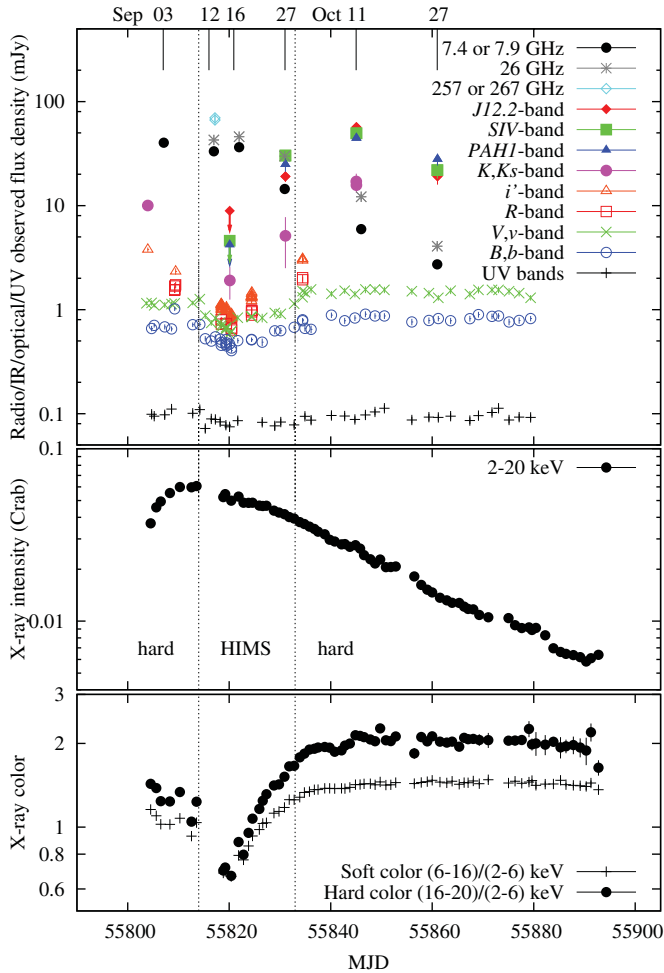 Sep 03 12 16 27 Oct 11 27
Radio/IR/optical/UV observed flux density (mJy)
100
10
1
0.1
7.4 or 7.9 GHz
26 GHz
257 or 267 GHz
J12.2-band
SIV-band
PAH1-band
K,Ks-band
i'-band
R-band
V,v-band
B,b-band
UV bands
X-ray intensity (Crab)
0.1
0.01
2-20 keV
hard HIMS hard
X-ray color
3
2
1
0.8
0.6
Soft color (6-16)/(2-6) keV
Hard color (16-20)/(2-6) keV
55800 55820 55840 55860 55880 55900
MJD